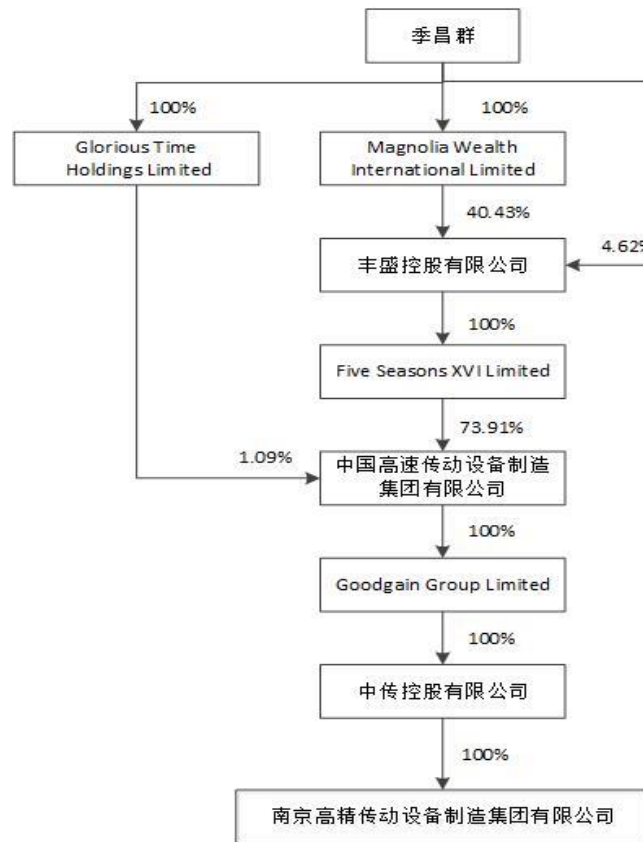 季昌群
100%
100%
Glorious Time
Holdings Limited
Magnolia Wealth
International Limited
40.43%
丰盛控股有限公司
4.62%
100%
Five Seasons XVI Limited
73.91%
1.09%
中国高速传动设备制造
集团有限公司
100%
Goodgain Group Limited
100%
中传控股有限公司
100%
南京高精传动设备制造集团有限公司